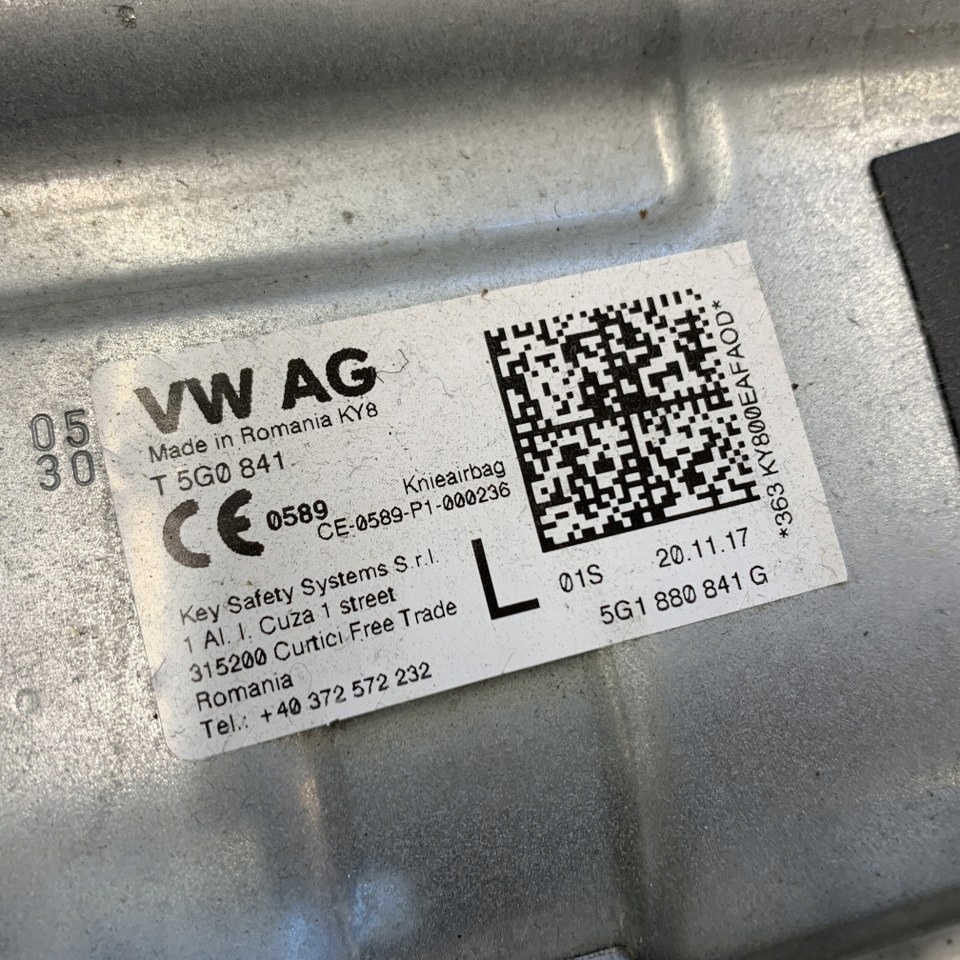 05
30
VW AG
Made in Romania KY8
T 5G0 841
CE 0589
Knieairbag
CE-0589-P1-000236
Key Safety Systems S.r.l.
1 Al. I. Cuza 1 street
315200 Curtici Free Trade
Romania
Tel.: +40 372 572 232
L
01S 20.11.17
5G1 880 841 G
*363 KY800EAFAOD*